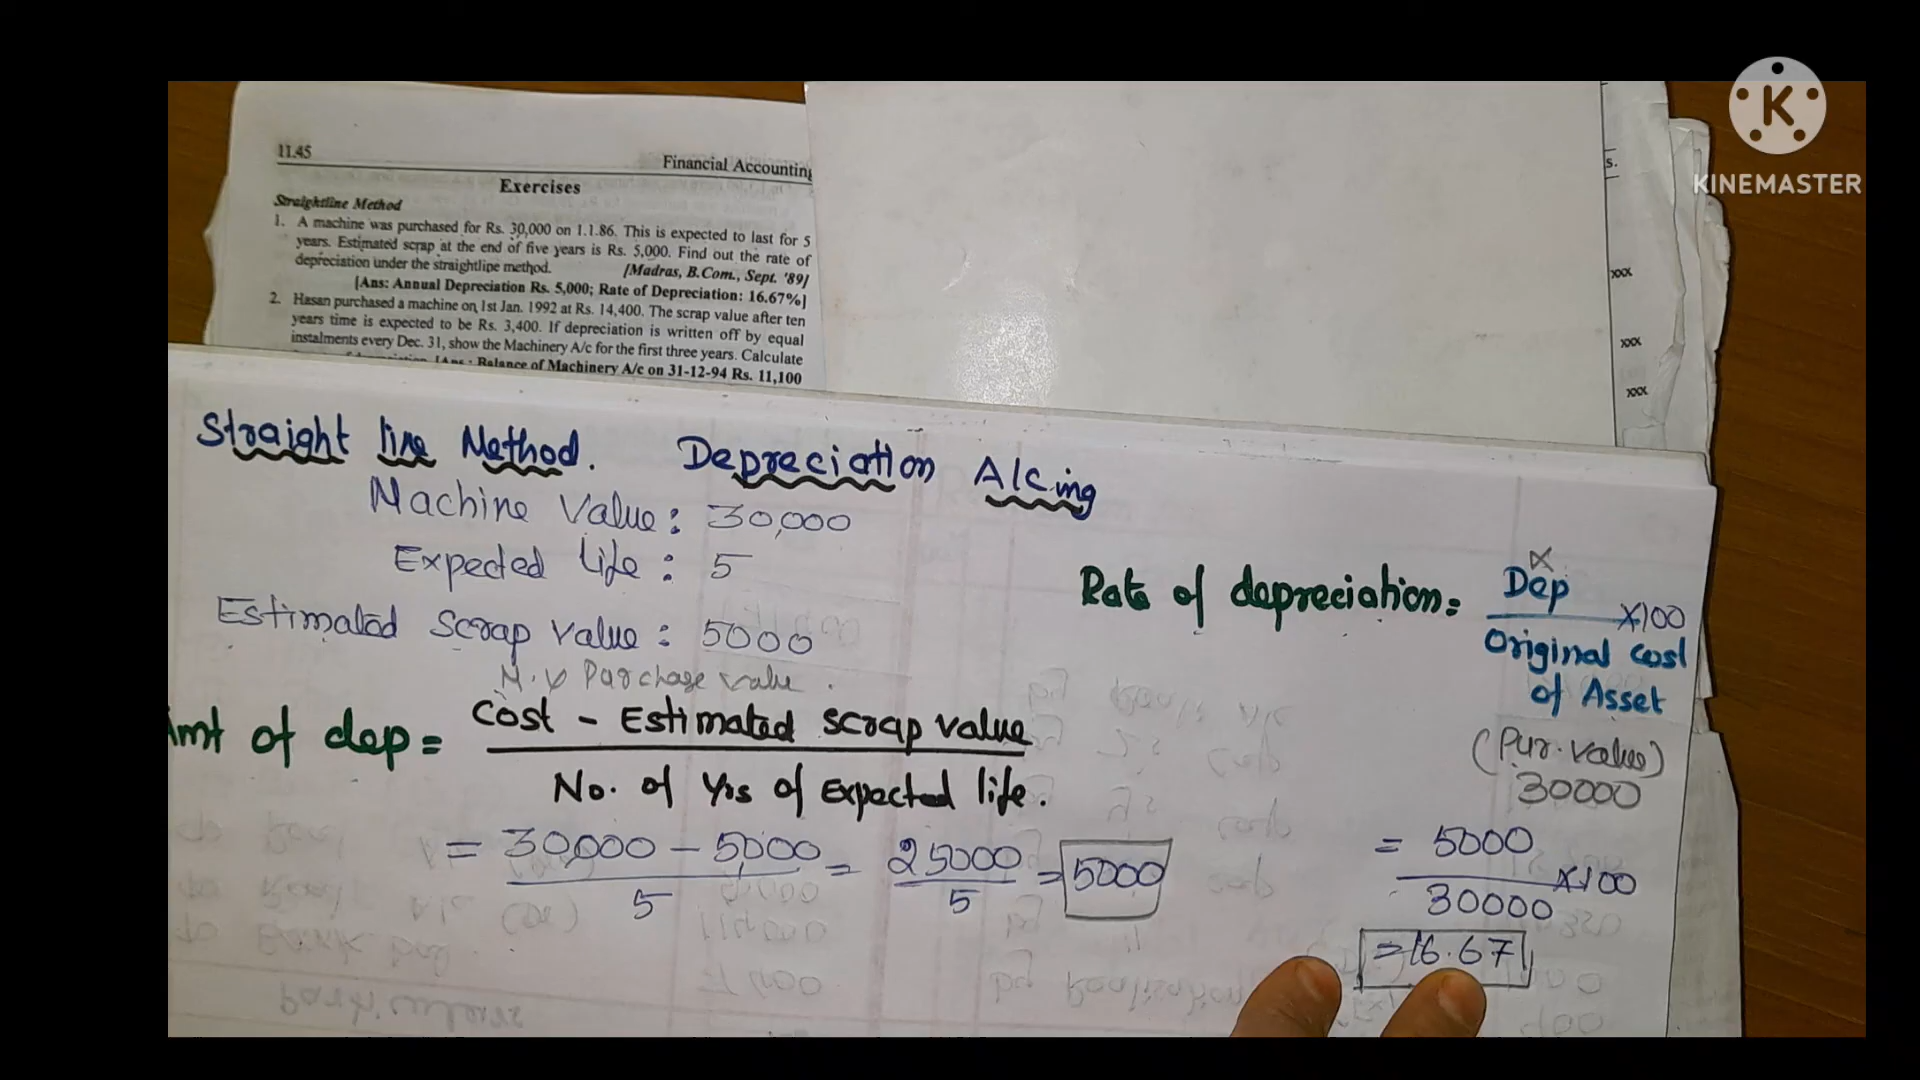 KINEMASTER
11.45
Financial Accounting
Exercises
Straightline Method
1. A machine was purchased for Rs. 30,000 on 1.1.86. This is expected to last for 5
years. Estimated scrap at the end of five years is Rs. 5,000. Find out the rate of
depreciation under the straightline method. [Madras, B.Com., Sept. '89]
[Ans: Annual Depreciation Rs. 5,000; Rate of Depreciation: 16.67%]
2. Hasan purchased a machine on 1st Jan. 1992 at Rs. 14,400. The scrap value after ten
years time is expected to be Rs. 3,400. If depreciation is written off by equal
instalments every Dec. 31, show the Machinery A/c for the first three years. Calculate
Balance of Machinery A/c on 31-12-94 Rs. 11,100
s.
xxx
xxx
xxx
Straight line Method. Depreciation A/cing
Machine Value: 30,000
Expected life: 5
Estimated Scrap Value: 5000
M.V Purchase value.
Amt of dep = Cost - Estimated scrap value
No. of Yrs of Expected life.
= 30,000 - 5,000 = 25000 = 5000
5 5
Rate of depreciation = Dep ×100
Original Cost
of Asset
(Pur. value)
30000
= 5000 ×100
30000
= 16.67